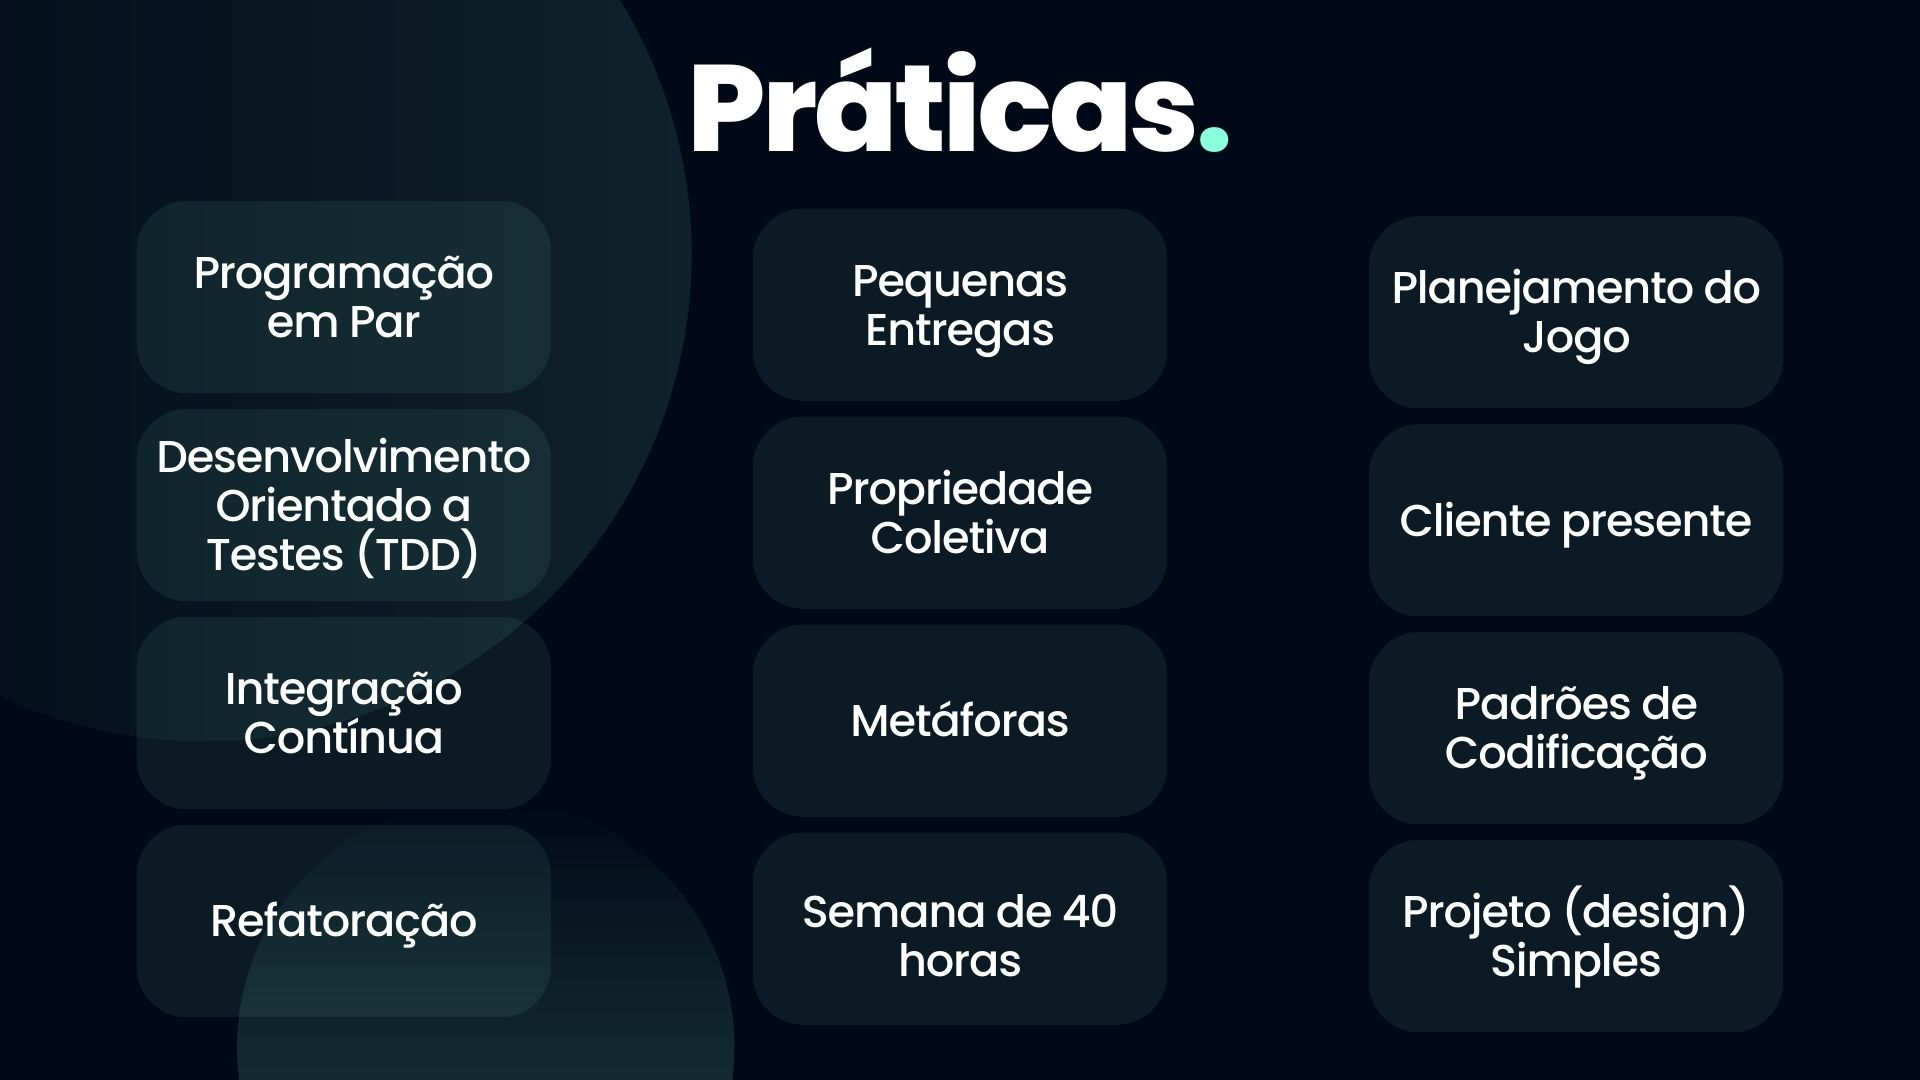 Práticas.
Programação
em Par
Desenvolvimento
Orientado a
Testes (TDD)
Integração
Contínua
Refatoração
Pequenas
Entregas
Propriedade
Coletiva
Metáforas
Semana de 40
horas
Planejamento do
Jogo
Cliente presente
Padrões de
Codificação
Projeto (design)
Simples